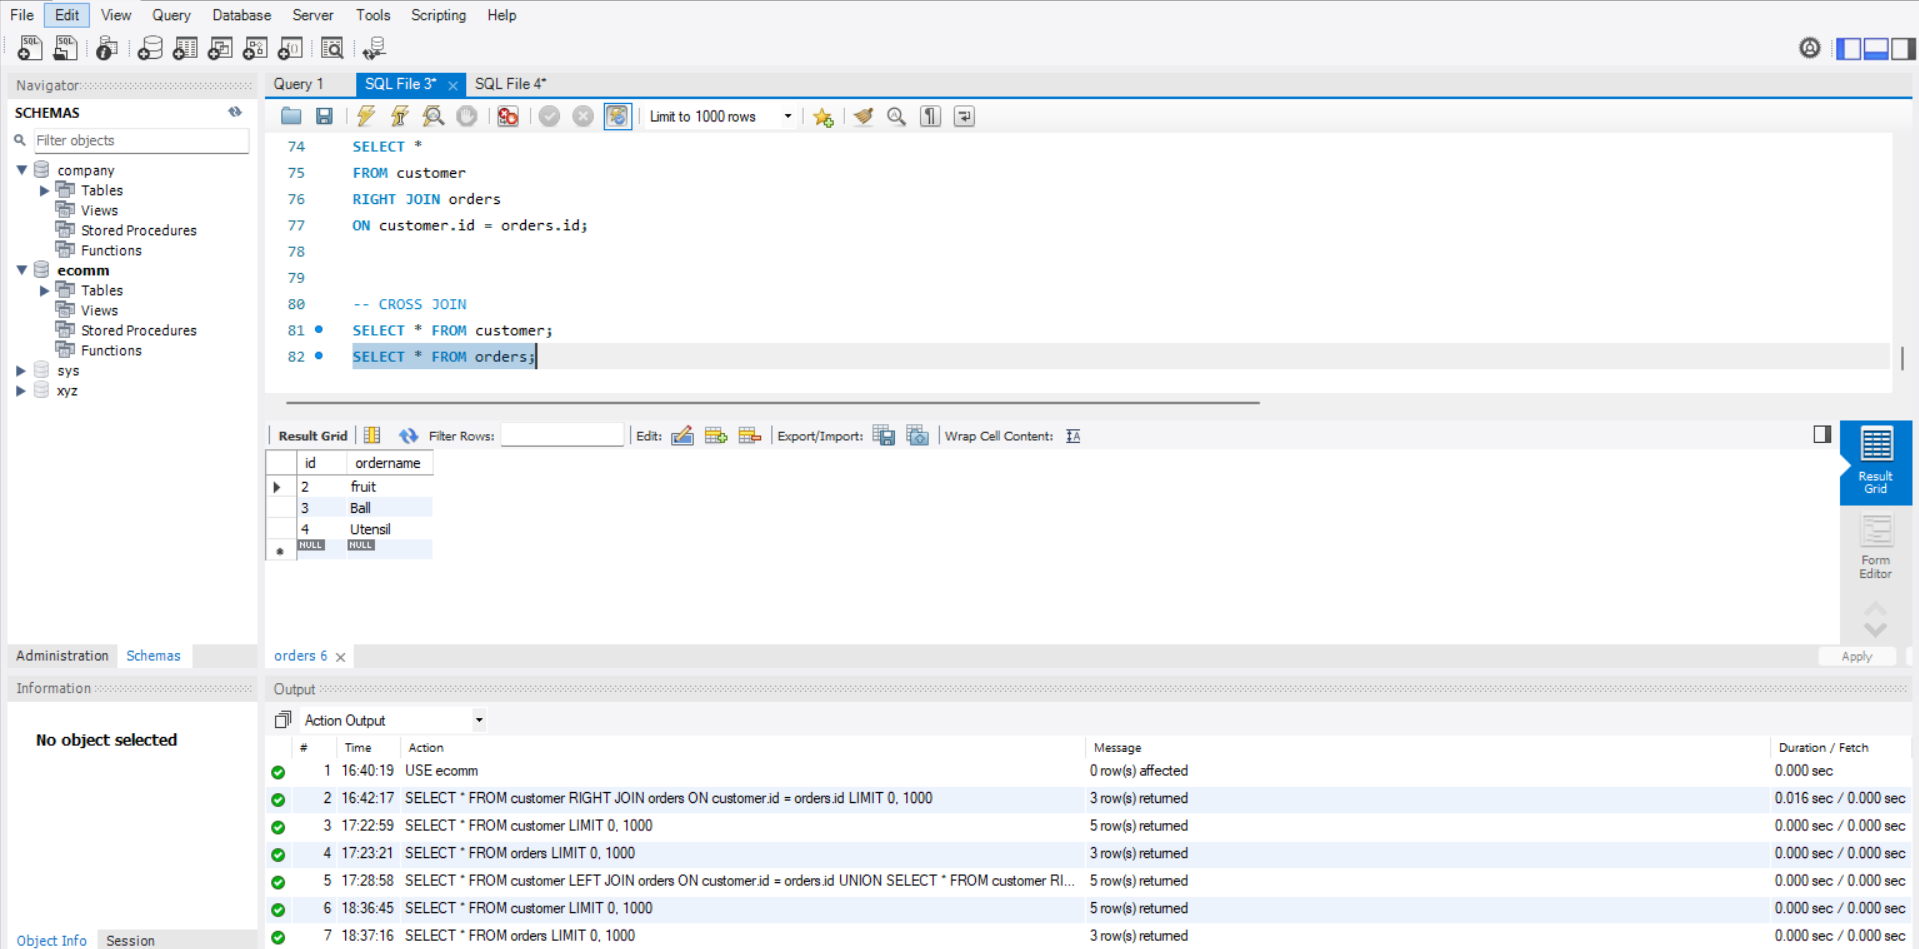 File Edit View Query Database Server Tools Scripting Help
Navigator
SCHEMAS
Filter objects
company
Tables
Views
Stored Procedures
Functions
ecomm
Tables
Views
Stored Procedures
Functions
sys
xyz
Administration Schemas
Information
No object selected
Object Info Session
Query 1 SQL File 3* SQL File 4*
Limit to 1000 rows
74 SELECT *
75 FROM customer
76 RIGHT JOIN orders
77 ON customer.id = orders.id;
78
79
80 -- CROSS JOIN
81 SELECT * FROM customer;
82 SELECT * FROM orders;
Result Grid Filter Rows: Edit: Export/Import: Wrap Cell Content:
id ordername
2 fruit
3 Ball
4 Utensil
NULL NULL
Result
Grid
Form
Editor
orders 6 Apply
Output
Action Output
# Time Action Message Duration / Fetch
1 16:40:19 USE ecomm 0 row(s) affected 0.000 sec
2 16:42:17 SELECT * FROM customer RIGHT JOIN orders ON customer.id = orders.id LIMIT 0, 1000 3 row(s) returned 0.016 sec / 0.000 sec
3 17:22:59 SELECT * FROM customer LIMIT 0, 1000 5 row(s) returned 0.000 sec / 0.000 sec
4 17:23:21 SELECT * FROM orders LIMIT 0, 1000 3 row(s) returned 0.000 sec / 0.000 sec
5 17:28:58 SELECT * FROM customer LEFT JOIN orders ON customer.id = orders.id UNION SELECT * FROM customer RI... 5 row(s) returned 0.000 sec / 0.000 sec
6 18:36:45 SELECT * FROM customer LIMIT 0, 1000 5 row(s) returned 0.000 sec / 0.000 sec
7 18:37:16 SELECT * FROM orders LIMIT 0, 1000 3 row(s) returned 0.000 sec / 0.000 sec